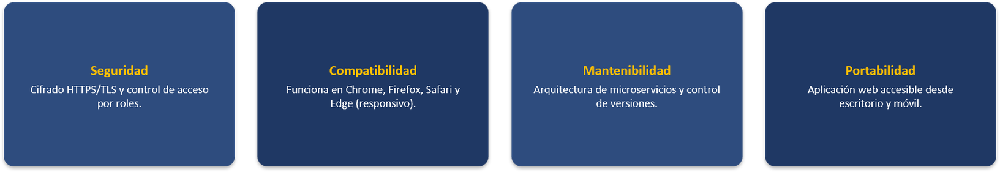 Seguridad
Cifrado HTTPS/TLS y control de acceso
por roles.
Compatibilidad
Funciona en Chrome, Firefox, Safari y
Edge (responsivo).
Mantenibilidad
Arquitectura de microservicios y control
de versiones.
Portabilidad
Aplicación web accesible desde
escritorio y móvil.